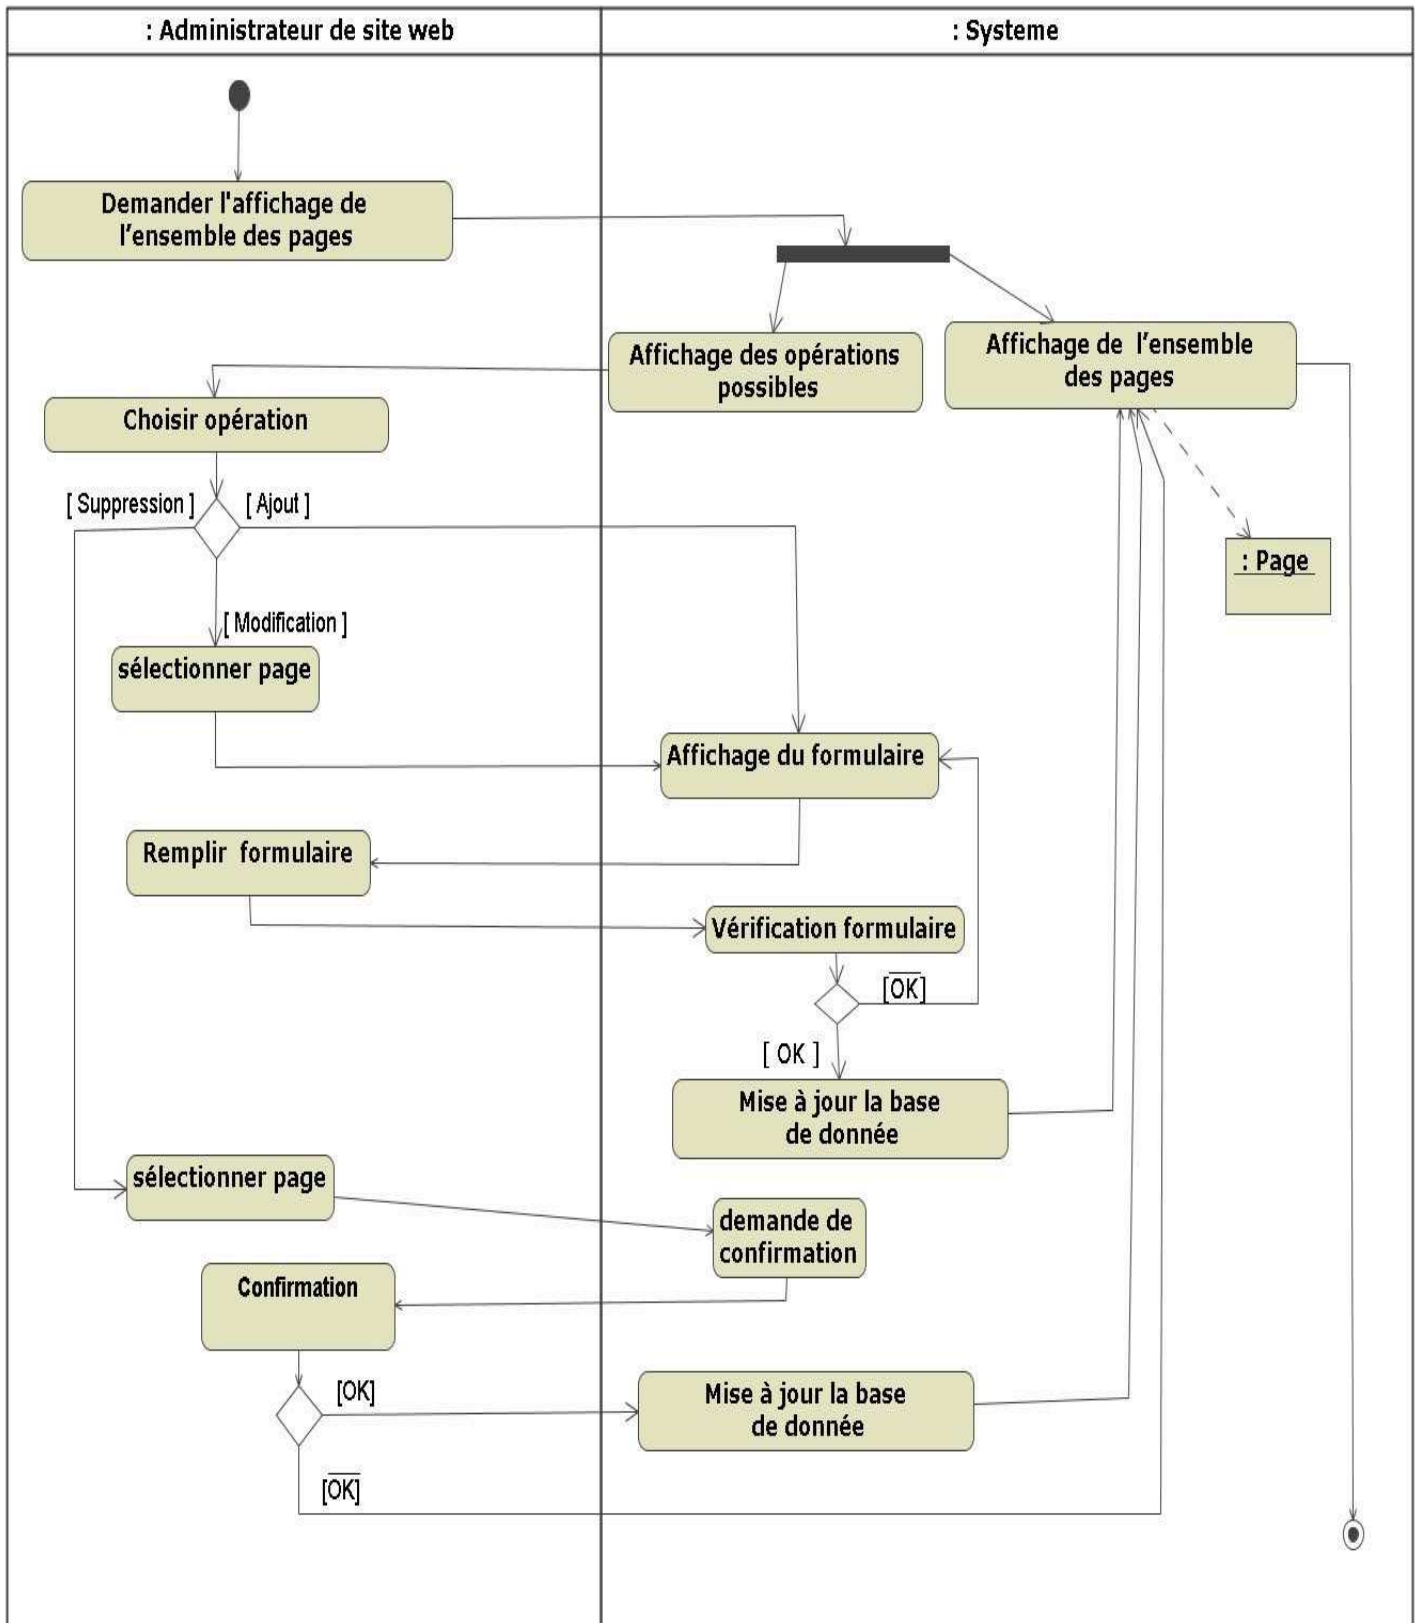 : Administrateur de site web
: Systeme
Demander l'affichage de
l'ensemble des pages
Affichage des opérations
possibles
Affichage de l'ensemble
des pages
Choisir opération
[ Suppression ]
[ Ajout ]
: Page
[ Modification ]
sélectionner page
Affichage du formulaire
Remplir formulaire
Vérification formulaire
[O̅K̅]
[ OK ]
Mise à jour la base
de donnée
sélectionner page
demande de
confirmation
Confirmation
[OK]
Mise à jour la base
de donnée
[O̅K̅]